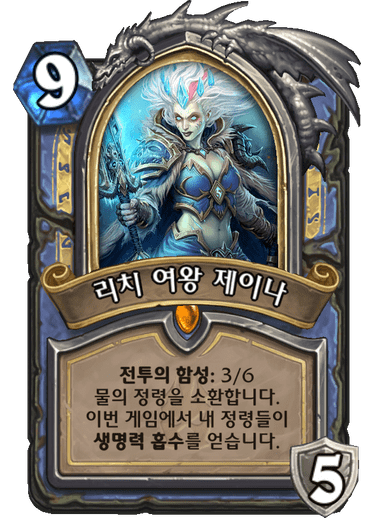 9
리치 여왕 제이나
전투의 함성: 3/6
물의 정령을 소환합니다.
이번 게임에서 내 정령들이
생명력 흡수를 얻습니다.
5